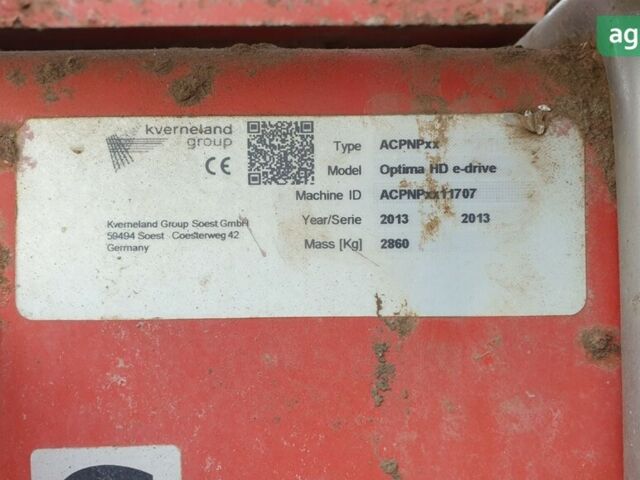 ag
kverneland
group
CE
Type ACPNPxx
Model Optima HD e-drive
Machine ID ACPNPxx11707
Year/Serie 2013 2013
Mass [Kg] 2860
Kverneland Group Soest GmbH
59494 Soest Coesterweg 42
Germany